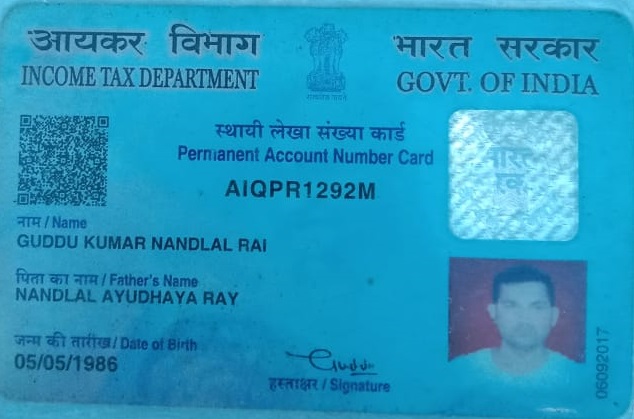 आयकर विभाग
INCOME TAX DEPARTMENT
भारत सरकार
GOVT. OF INDIA
सत्यमेव जयते
स्थायी लेखा संख्या कार्ड
Permanent Account Number Card
AIQPR1292M
नाम / Name
GUDDU KUMAR NANDLAL RAI
पिता का नाम / Father's Name
NANDLAL AYUDHAYA RAY
जन्म की तारीख / Date of Birth
05/05/1986
Guddu
हस्ताक्षर / Signature
06092017